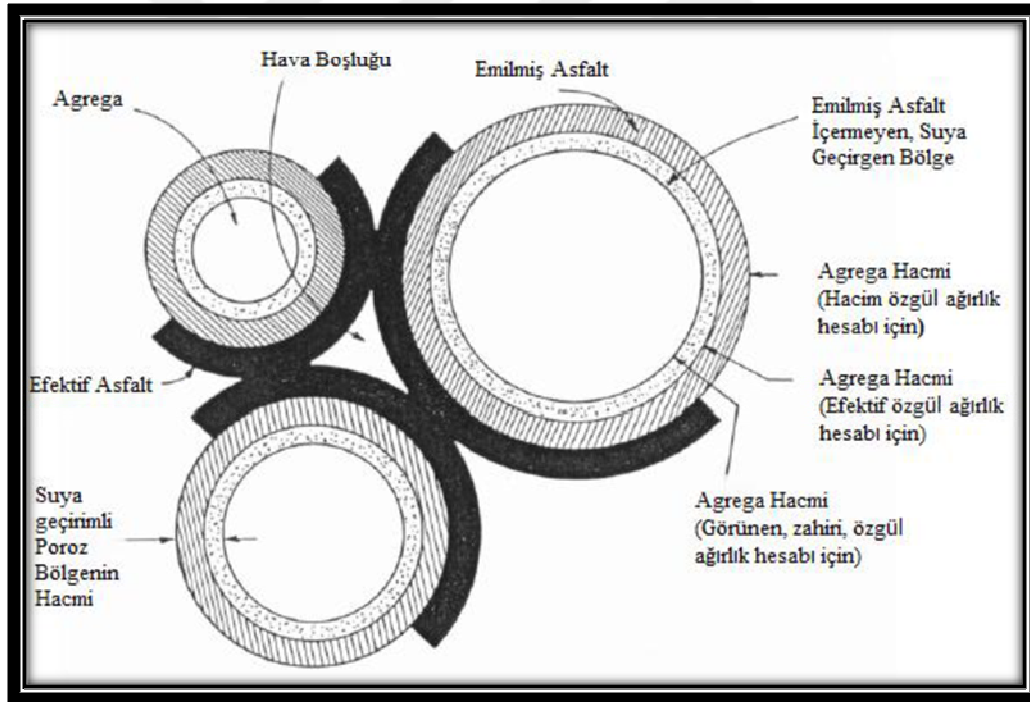 Hava Boşluğu
Emilmiş Asfalt
Agrega
Emilmiş Asfalt
İçermeyen, Suya
Geçirgen Bölge
Agrega Hacmi
(Hacim özgül ağırlık
hesabı için)
Efektif Asfalt
Agrega Hacmi
(Efektif özgül ağırlık
hesabı için)
Suya
geçirimli
Poroz
Bölgenin
Hacmi
Agrega Hacmi
(Görünen, zahiri, özgül
ağırlık hesabı için)